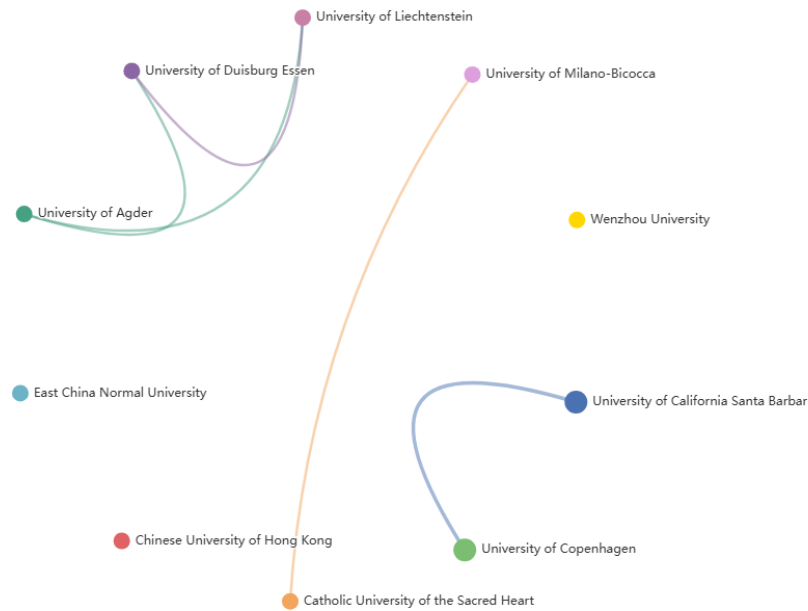 University of Liechtenstein
University of Duisburg Essen
University of Milano-Bicocca
University of Agder
Wenzhou University
East China Normal University
University of California Santa Barbar
University of Copenhagen
Chinese University of Hong Kong
Catholic University of the Sacred Heart